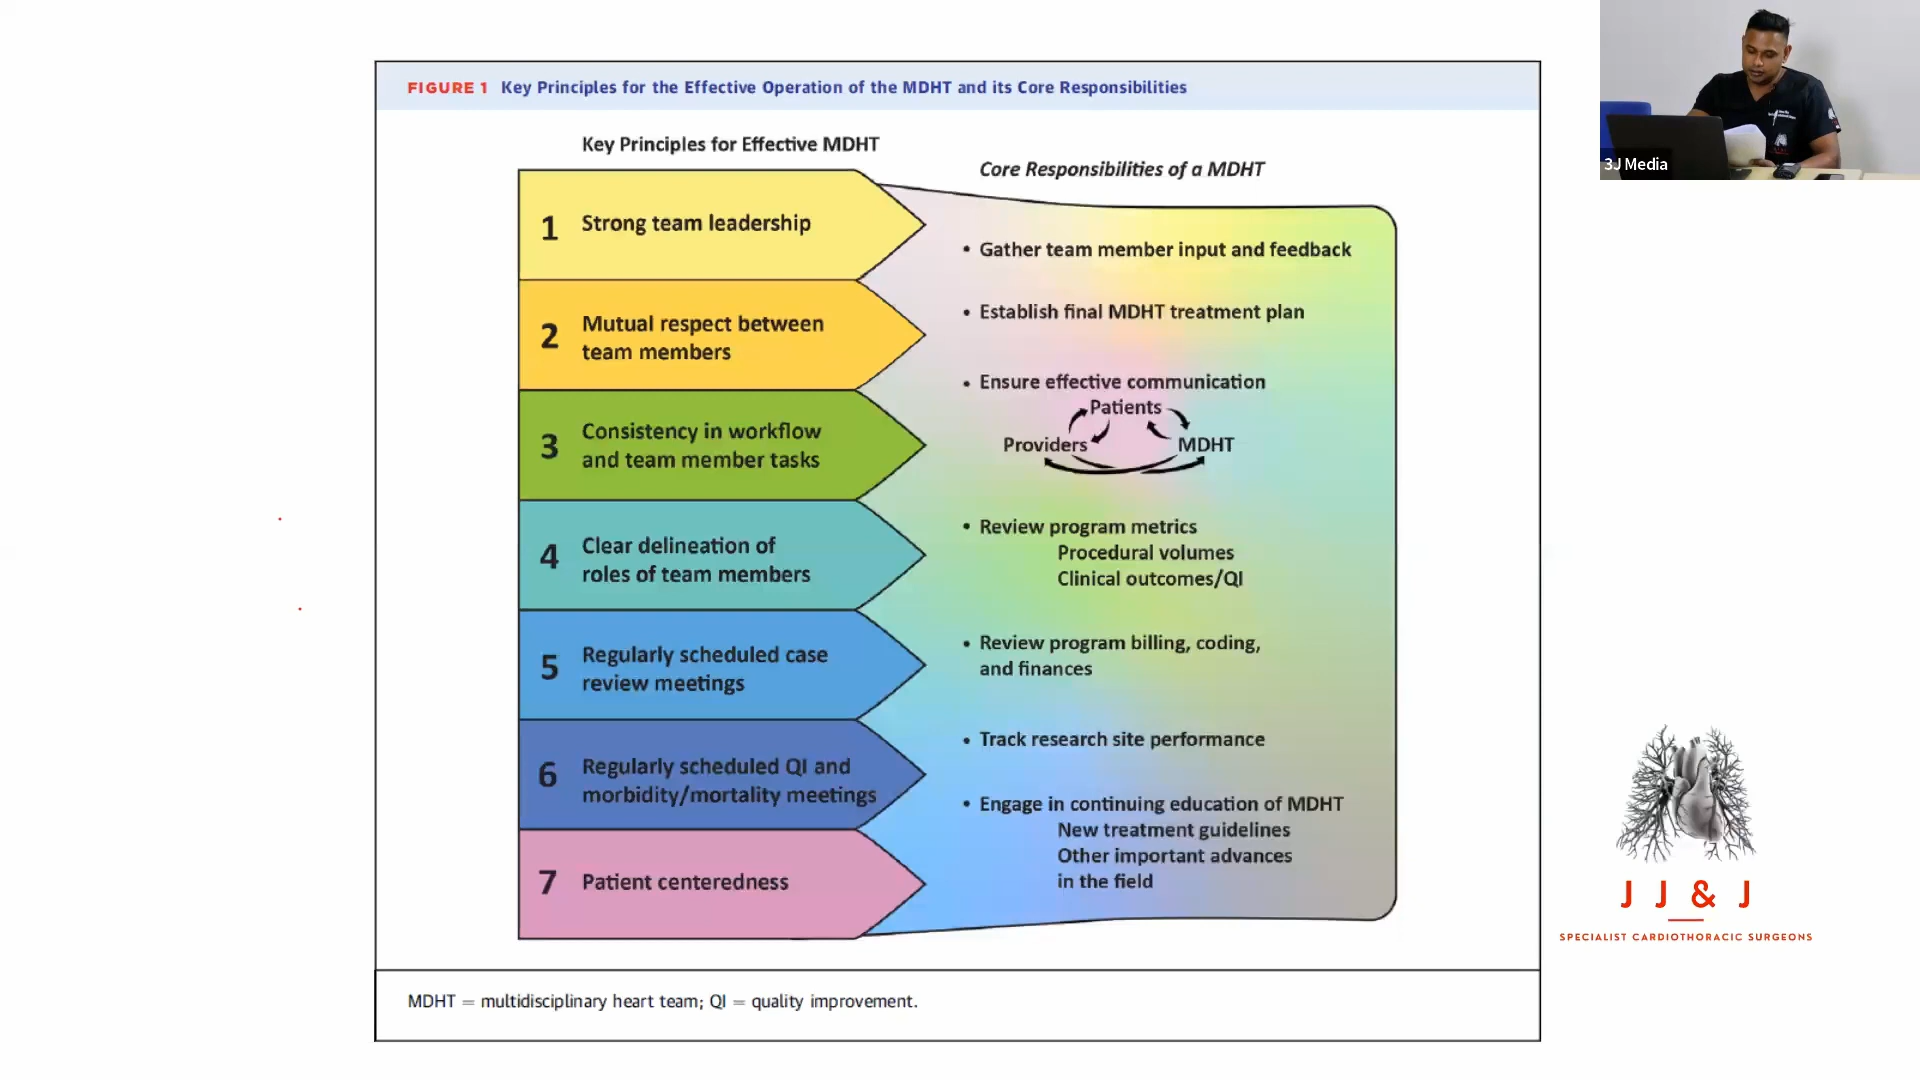 FIGURE 1 Key Principles for the Effective Operation of the MDHT and its Core Responsibilities
Key Principles for Effective MDHT
1 Strong team leadership
2 Mutual respect between
team members
3 Consistency in workflow
and team member tasks
4 Clear delineation of
roles of team members
5 Regularly scheduled case
review meetings
6 Regularly scheduled QI and
morbidity/mortality meetings
7 Patient centeredness
Core Responsibilities of a MDHT
• Gather team member input and feedback
• Establish final MDHT treatment plan
• Ensure effective communication
Patients
Providers MDHT
• Review program metrics
Procedural volumes
Clinical outcomes/QI
• Review program billing, coding,
and finances
• Track research site performance
• Engage in continuing education of MDHT
New treatment guidelines
Other important advances
in the field
MDHT = multidisciplinary heart team; QI = quality improvement.
3J Media
JJ&J
SPECIALIST CARDIOTHORACIC SURGEONS